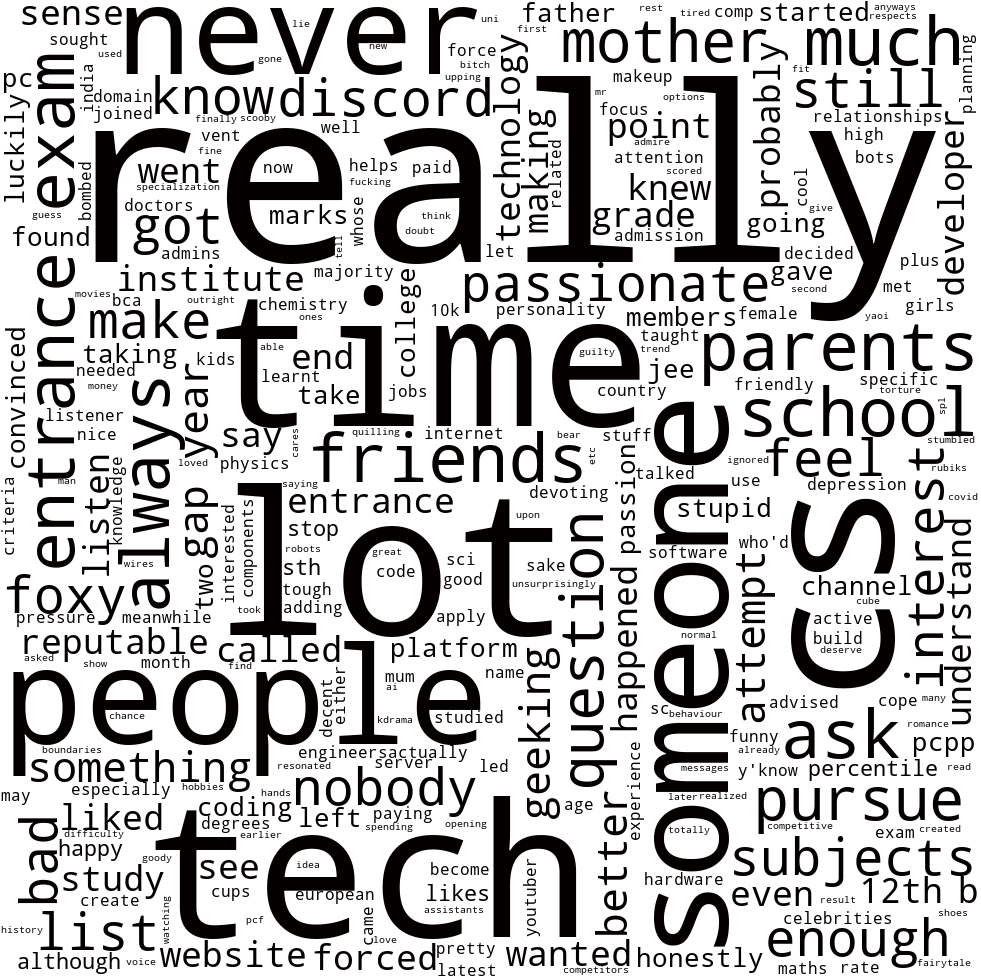 never
really
time
lot
people
tech
someone
cs
sense
lie
uni
father
rest
tired
comp
started
anyways
respects
sought
used
gone
new
force
first
bitch
upping
mother
much
pc
domain
joined
india
know
discord
finally
scooby
vent
well
fine
technology
makeup
mr
focus
options
point
admire
attention
scored
probably
fit
still
planning
relationships
high
bots
luckily
exam
bombed
went
specialization
now
helps
paid
fucking
making
related
knew
cool
give
developer
guess
doctors
got
marks
whose
think
doubt
grade
admission
going
found
admins
tell
let
decided
plus
institute
majority
college
passionate
gave
second
met
girls
movies
bca
outright
chemistry
ones
10k
personality
members
female
yaoi
entrance
make
able
guilty
trend
taught
parents
convinced
taking
needed
money
kids
learnt
end
take
jobs
country
jee
friendly
specific
torture
listener
nice
always
year
say
cares
quilling
internet
bear
stuff
school
spl
man
loved
physics
friends
etc
talked
ignored
feel
stumbled
criteria
listen
knowledge
saying
entrance
devoting
passion
use
depression
rubiks
interest
covid
wires
gap
interested
components
stop
upon
stupid
robots
great
sth
code
sci
good
sake
unsurprisingly
software
who'd
understand
foxy
two
tough
adding
question
happened
channel
cube
pressure
meanwhile
took
apply
attempt
active
build
deserve
reputable
called
platform
normal
asked
show
month
find
mum
ai
name
geeking
decent
either
kdrama
studied
sc
behaviour
advised
cope
many
chance
romance
boundaries
engineers
actually
funny
already
ask
pcpp
something
resonated
server
led
experience
messages
y'know
percentile
read
may
especially
hobbies
hands
nobody
age
later
realized
pursue
liked
coding
degrees
earlier
left
paying
spending
opening
better
totally
competitive
exam
created
bad
difficulty
happy
goody
see
idea
become
subjects
study
create
cups
european
likes
assistants
youtuber
hardware
even
result
12th b
history
list
watching
pcf
came
love
celebrities
shoes
enough
although
voice
website
forced
pretty
latest
wanted
competitors
honestly
maths
rate
fairytale